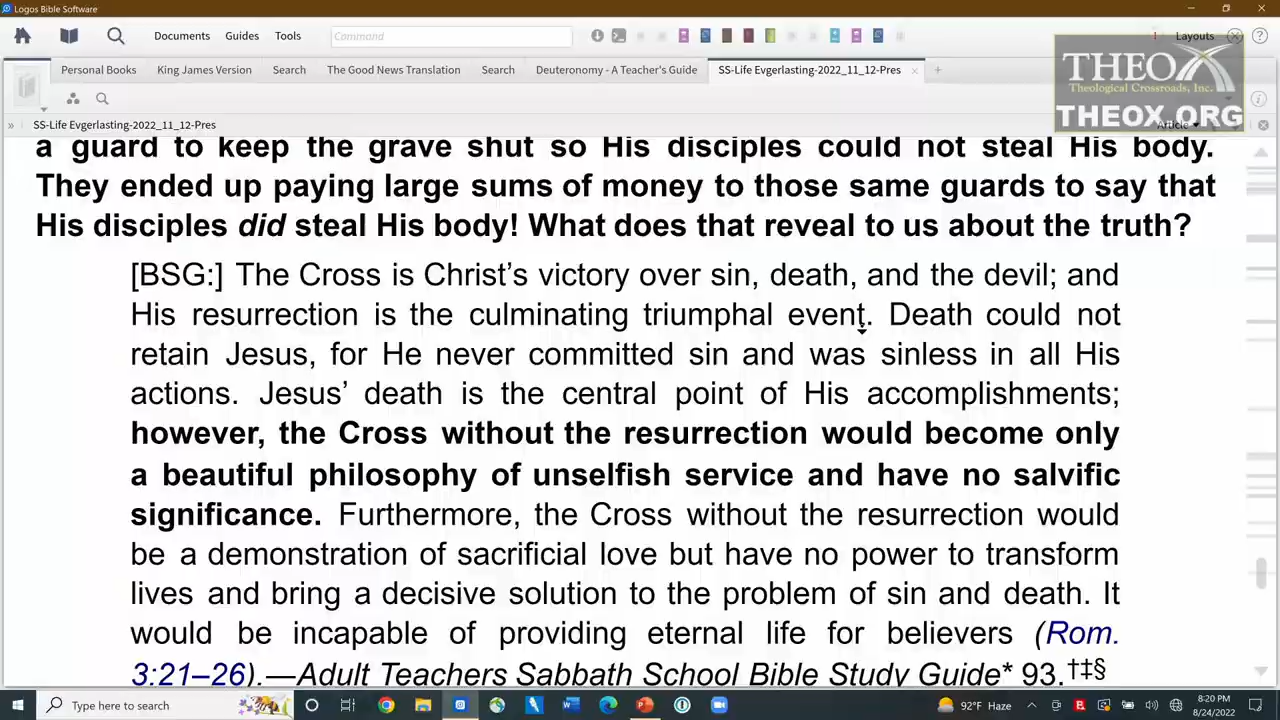 Logos Bible Software
Documents Guides Tools Command Layouts
THEOX
Theological Crossroads, Inc.
THEOX.ORG
Personal Books King James Version Search The Good News Version Search Deuteronomy - A Teacher's Guide SS-Life Evgerlasting-2022_11_12-Pres
SS-Life Evgerlasting-2022_11_12-Pres Article
a guard to keep the grave shut so His disciples could not steal His body.
They ended up paying large sums of money to those same guards to say that
His disciples did steal His body! What does that reveal to us about the truth?
[BSG:] The Cross is Christ’s victory over sin, death, and the devil; and
His resurrection is the culminating triumphal event. Death could not
retain Jesus, for He never committed sin and was sinless in all His
actions. Jesus’ death is the central point of His accomplishments;
however, the Cross without the resurrection would become only
a beautiful philosophy of unselfish service and have no salvific
significance. Furthermore, the Cross without the resurrection would
be a demonstration of sacrificial love but have no power to transform
lives and bring a decisive solution to the problem of sin and death. It
would be incapable of providing eternal life for believers (Rom.
3:21–26).—Adult Teachers Sabbath School Bible Study Guide* 93.†‡§
Type here to search
92°F Haze
8:20 PM
8/24/2022